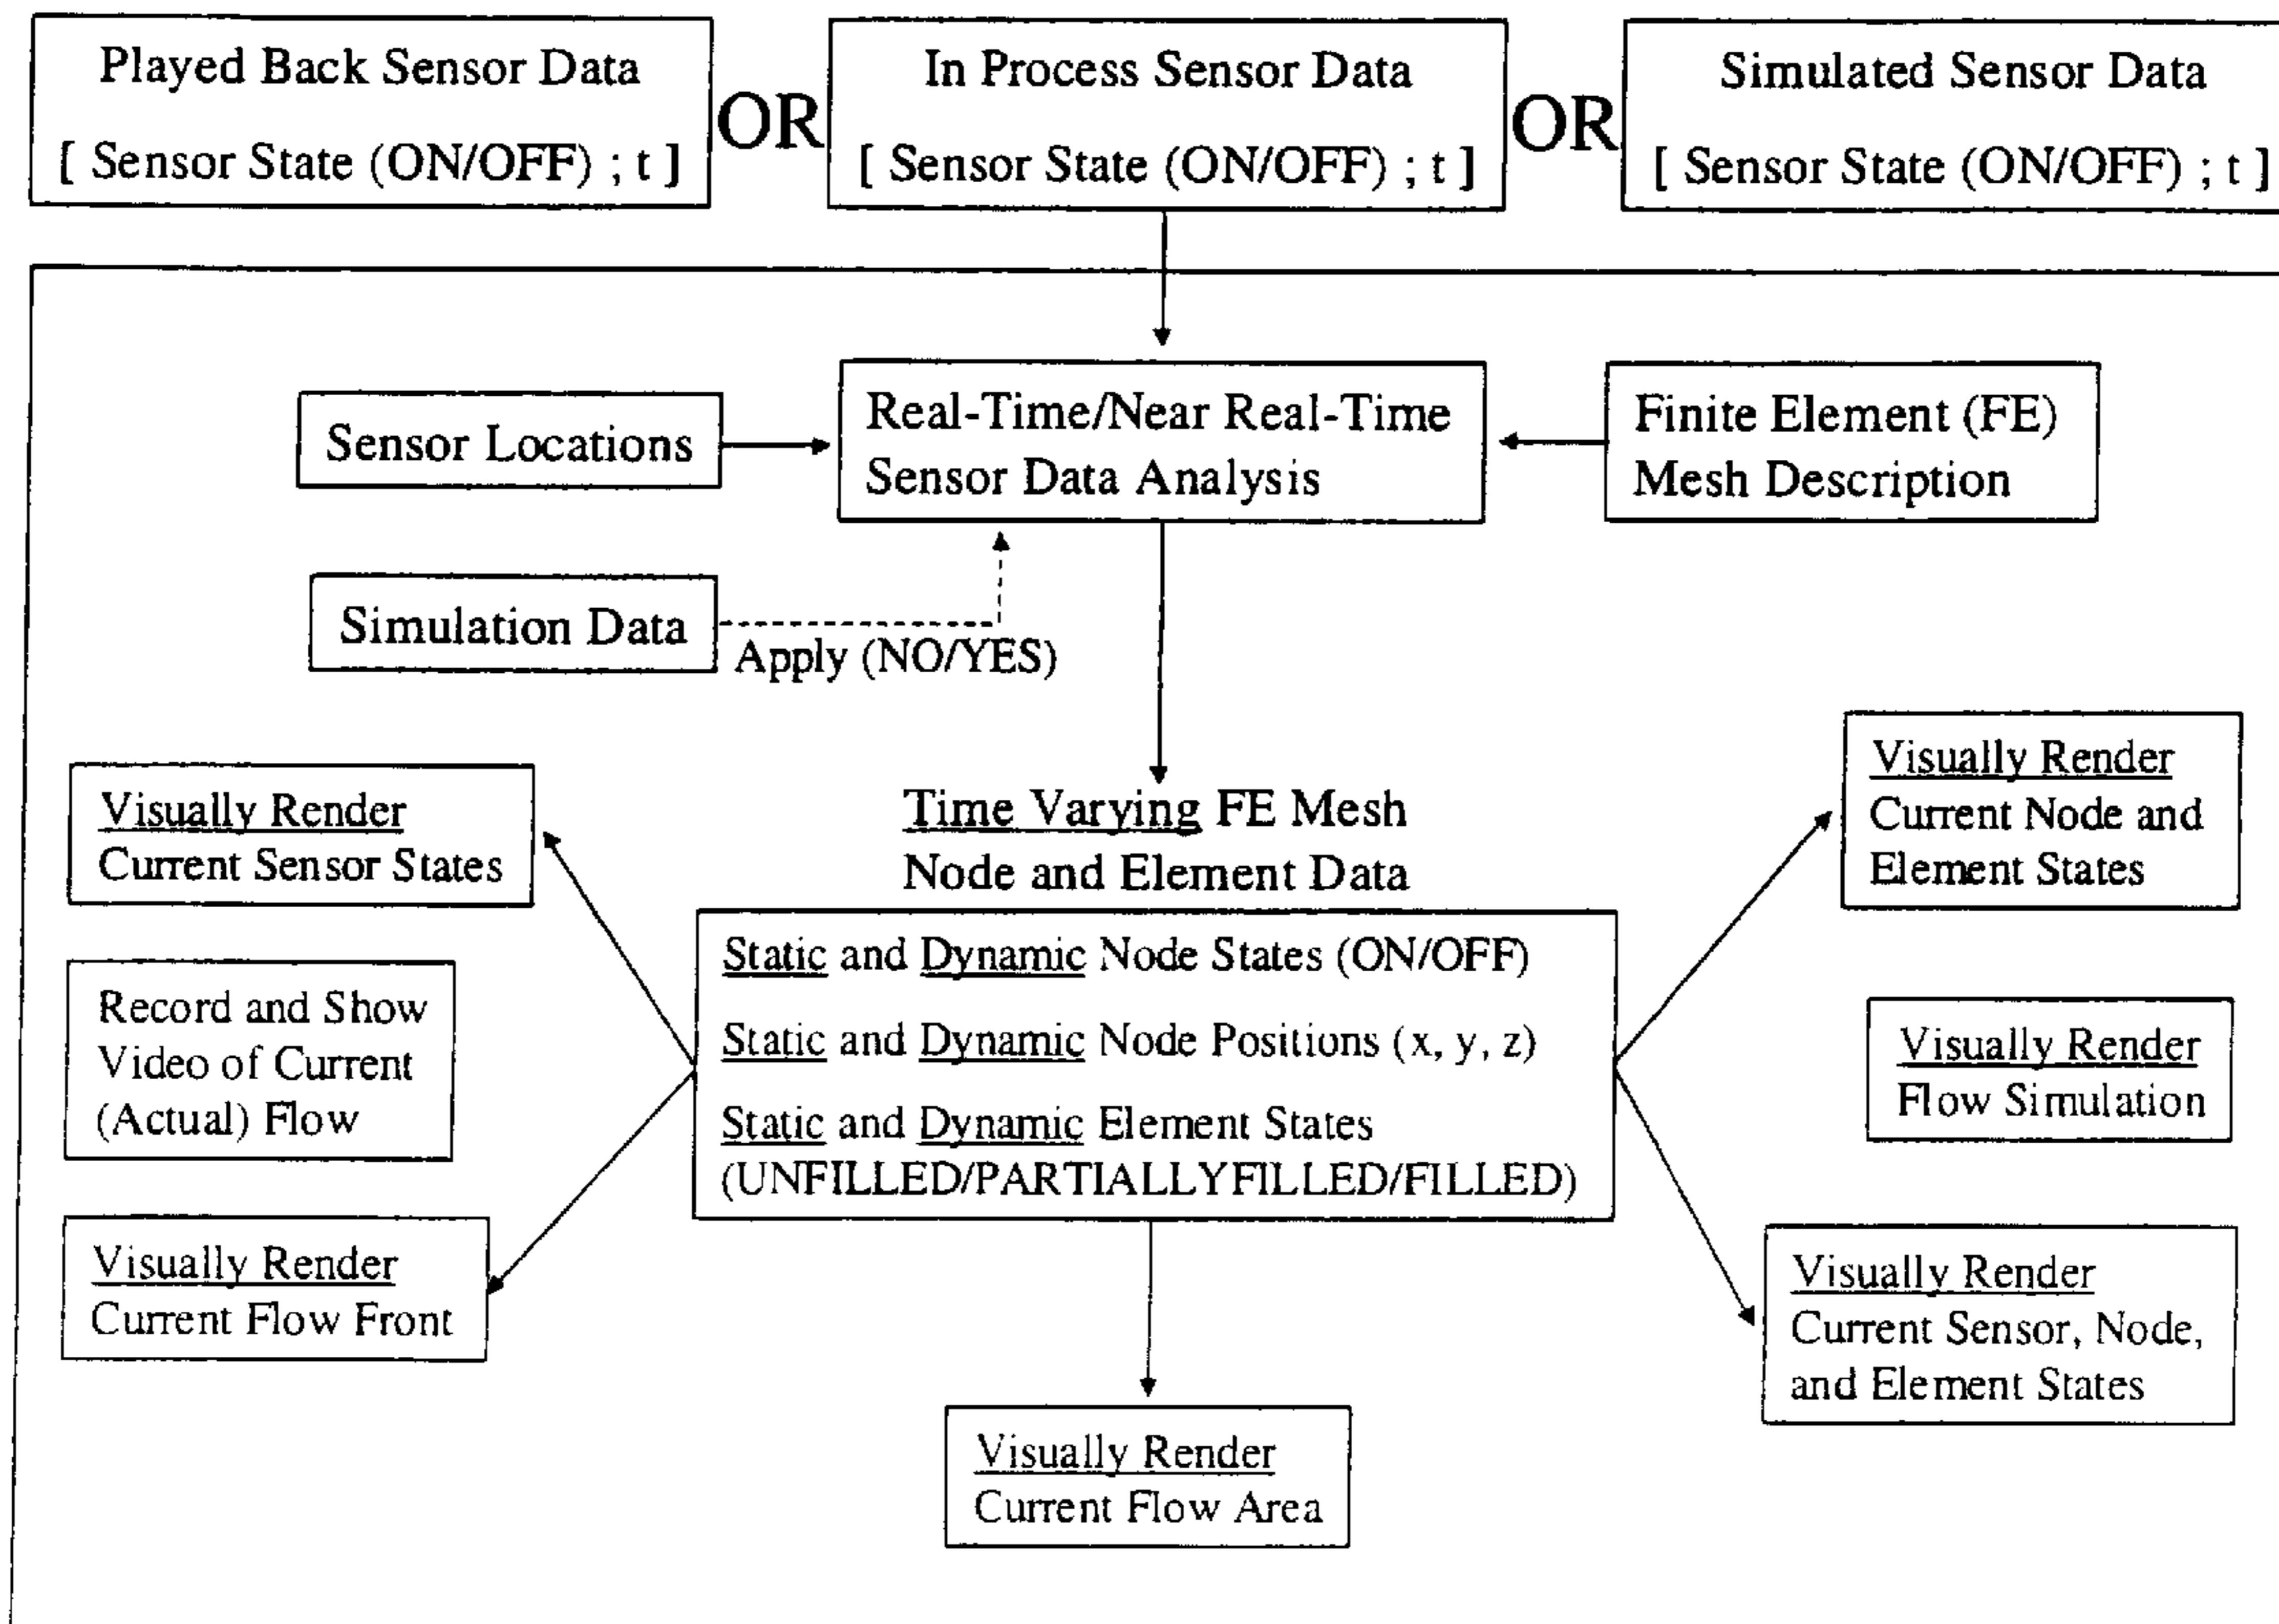 Played Back Sensor Data
[ Sensor State (ON/OFF) ; t ]
OR
In Process Sensor Data
[ Sensor State (ON/OFF) ; t ]
OR
Simulated Sensor Data
[ Sensor State (ON/OFF) ; t ]
Sensor Locations
Real-Time/Near Real-Time
Sensor Data Analysis
Finite Element (FE)
Mesh Description
Simulation Data
Apply (NO/YES)
Visually Render
Current Sensor States
Time Varying FE Mesh
Node and Element Data
Visually Render
Current Node and
Element States
Record and Show
Video of Current
(Actual) Flow
Static and Dynamic Node States (ON/OFF)
Static and Dynamic Node Positions (x, y, z)
Static and Dynamic Element States
(UNFILLED/PARTIALLYFILLED/FILLED)
Visually Render
Flow Simulation
Visually Render
Current Flow Front
Visually Render
Current Sensor, Node,
and Element States
Visually Render
Current Flow Area